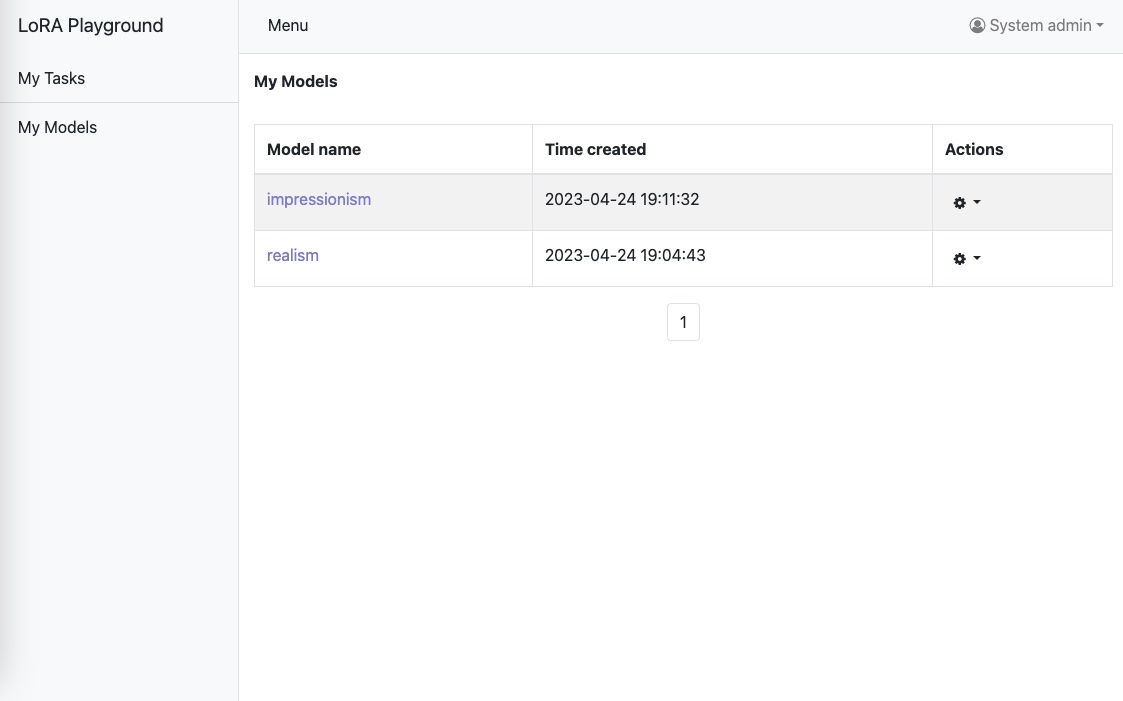 LoRA Playground
My Tasks
My Models
Menu
System admin
My Models
Model name Time created Actions
impressionism 2023-04-24 19:11:32
realism 2023-04-24 19:04:43
1